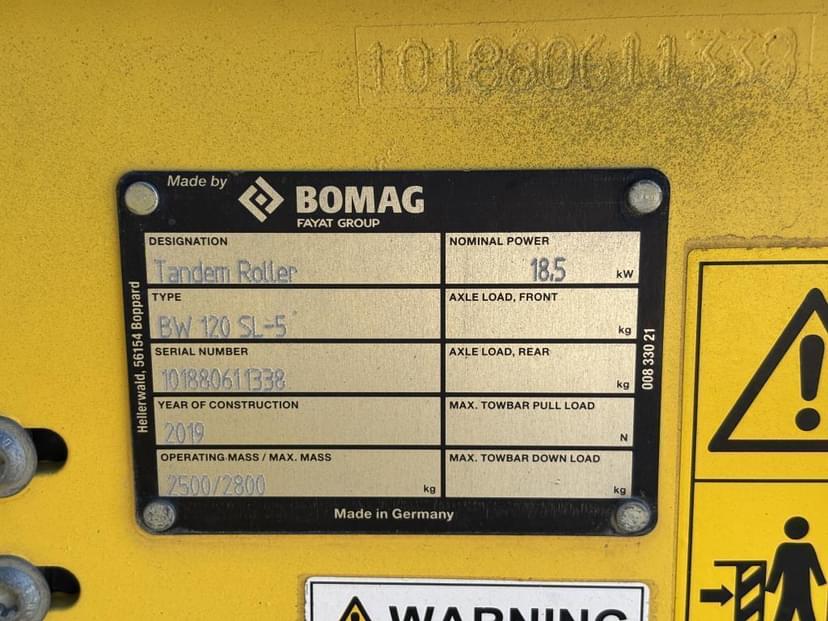 101880611338
Made by BOMAG
FAYAT GROUP
DESIGNATION
Tandem Roller
NOMINAL POWER
18.5 kW
TYPE
BW 120 SL-5
AXLE LOAD, FRONT
kg
SERIAL NUMBER
101880611338
AXLE LOAD, REAR
kg
YEAR OF CONSTRUCTION
2019
MAX. TOWBAR PULL LOAD
N
OPERATING MASS / MAX. MASS
2500/2800 kg
MAX. TOWBAR DOWN LOAD
kg
Hellerwald, 56154 Boppard
008 330 21
Made in Germany
WARNING